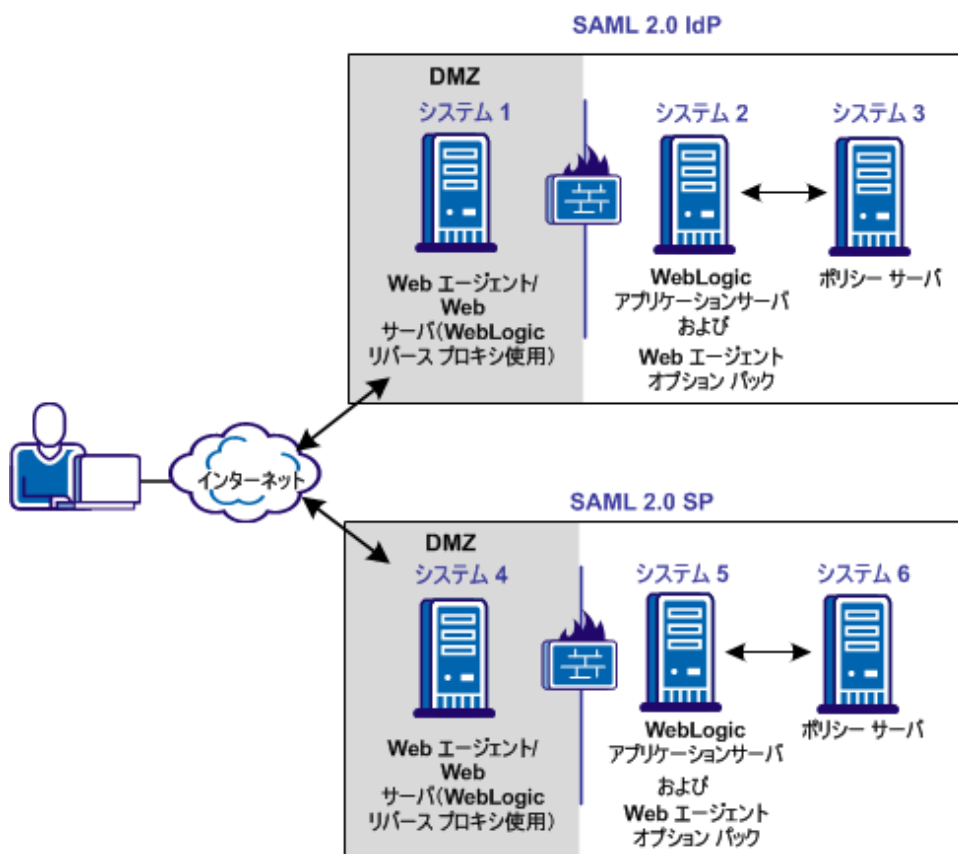 SAML 2.0 IdP
DMZ
システム 1
システム 2
システム 3
Web エージェント/
Web
サーバ(WebLogic
リバース プロキシ使用)
WebLogic
アプリケーションサーバ
および
Web エージェント
オプション パック
ポリシー サーバ
インターネット
SAML 2.0 SP
DMZ
システム 4
システム 5
システム 6
Web エージェント/
Web
サーバ(WebLogic
リバース プロキシ使用)
WebLogic
アプリケーションサーバ
および
Web エージェント
オプション パック
ポリシー サーバ